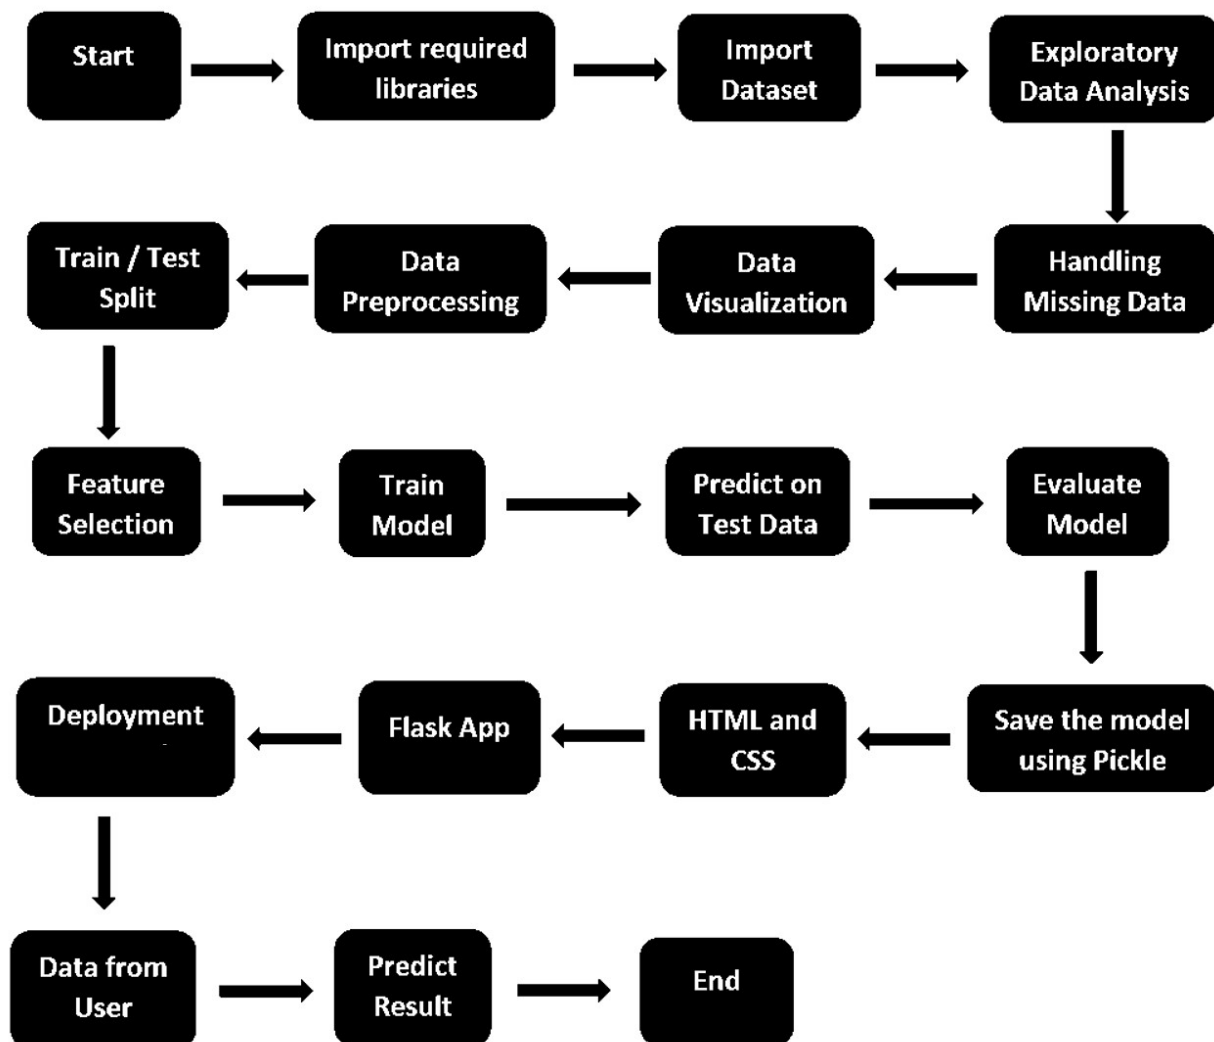 Start
Import required
libraries
Import
Dataset
Exploratory
Data Analysis
Handling
Missing Data
Data
Visualization
Data
Preprocessing
Train / Test
Split
Feature
Selection
Train
Model
Predict on
Test Data
Evaluate
Model
Save the model
using Pickle
HTML and
CSS
Flask App
Deployment
Data from
User
Predict
Result
End